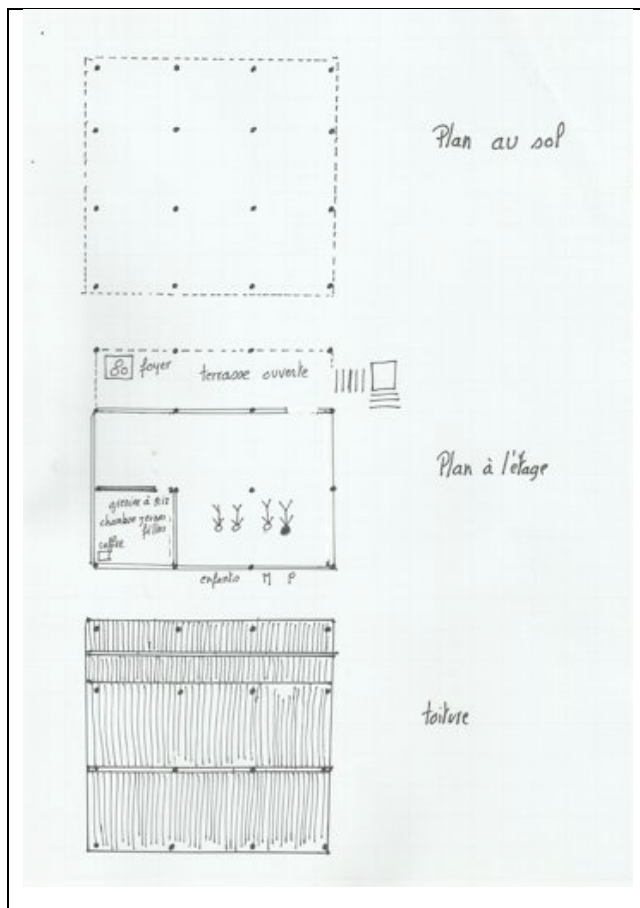 Plan au sol
foyer
terrasse ouverte
Plan à l'étage
grenier à riz
chambre jeunes
filles
coffre
enfants M P
toiture